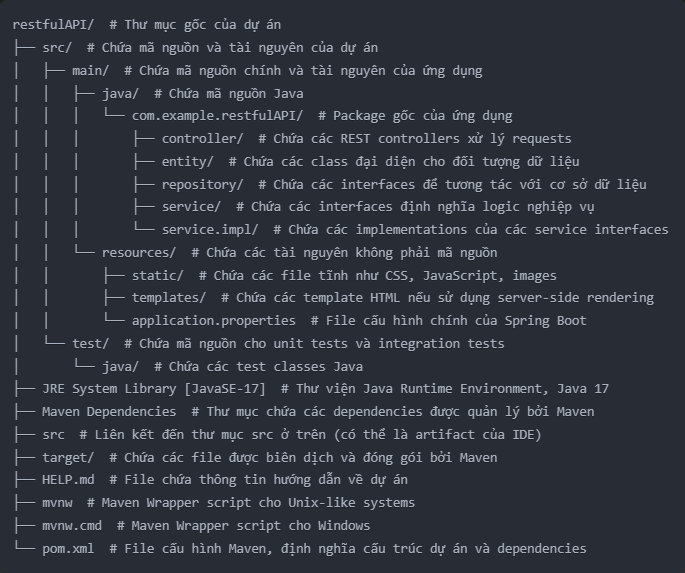 restfulAPI/  # Thư mục gốc của dự án
├── src/  # Chứa mã nguồn và tài nguyên của dự án
│   ├── main/  # Chứa mã nguồn chính và tài nguyên của ứng dụng
│   │   ├── java/  # Chứa mã nguồn Java
│   │   │   └── com.example.restfulAPI/  # Package gốc của ứng dụng
│   │   │       ├── controller/  # Chứa các REST controllers xử lý requests
│   │   │       ├── entity/  # Chứa các class đại diện cho đối tượng dữ liệu
│   │   │       ├── repository/  # Chứa các interfaces để tương tác với cơ sở dữ liệu
│   │   │       ├── service/  # Chứa các interfaces định nghĩa logic nghiệp vụ
│   │   │       └── service.impl/  # Chứa các implementations của các service interfaces
│   │   └── resources/  # Chứa các tài nguyên không phải mã nguồn
│   │       ├── static/  # Chứa các file tĩnh như CSS, JavaScript, images
│   │       ├── templates/  # Chứa các template HTML nếu sử dụng server-side rendering
│   │       └── application.properties  # File cấu hình chính của Spring Boot
│   └── test/  # Chứa mã nguồn cho unit tests và integration tests
│       └── java/  # Chứa các test classes Java
├── JRE System Library [JavaSE-17]  # Thư viện Java Runtime Environment, Java 17
├── Maven Dependencies  # Thư mục chứa các dependencies được quản lý bởi Maven
├── src  # Liên kết đến thư mục src ở trên (có thể là artifact của IDE)
├── target/  # Chứa các file được biên dịch và đóng gói bởi Maven
├── HELP.md  # File chứa thông tin hướng dẫn về dự án
├── mvnw  # Maven Wrapper script cho Unix-like systems
├── mvnw.cmd  # Maven Wrapper script cho Windows
└── pom.xml  # File cấu hình Maven, định nghĩa cấu trúc dự án và dependencies